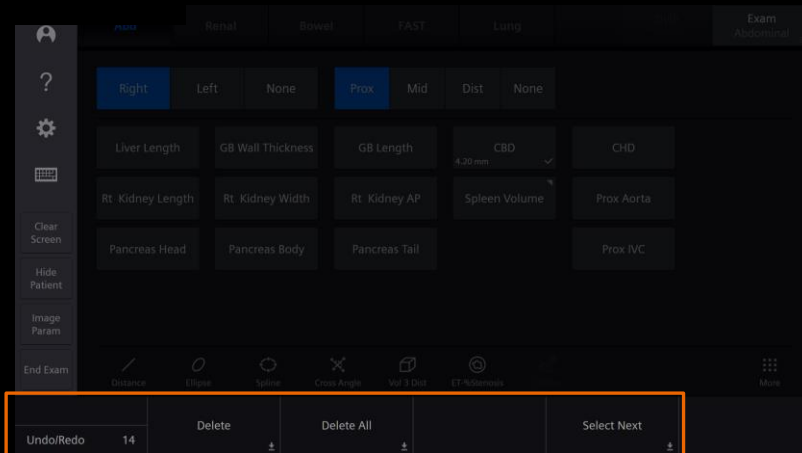 Abd Renal Bowel FAST Lung Exam
Abdominal
?
Right Left None Prox Mid Dist None
Liver Length GB Wall Thickness GB Length CBD CHD
4.20 mm
Rt Kidney Length Rt Kidney Width Rt Kidney AP Spleen Volume Prox Aorta
Clear
Screen
Pancreas Head Pancreas Body Pancreas Tail Prox IVC
Hide
Patient
Image
Param
End Exam
Distance Ellipse Spline Cross Angle Vol 3 Dist ET-%Stenosis More
Delete Delete All Select Next
Undo/Redo 14